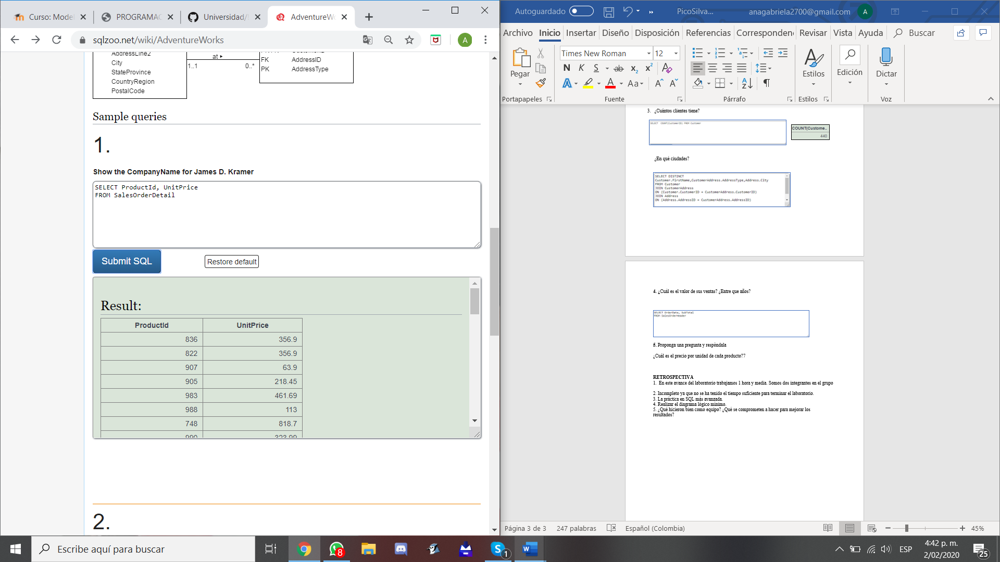 Curso: Mode
PROGRAMAC
Universidad/
AdventureWo
sqlzoo.net/wiki/AdventureWorks
A
AddressLine2
City
StateProvince
CountryRegion
PostalCode
at
1..1
0..*
FK AddressID
PK AddressType
Sample queries
1.
Show the CompanyName for James D. Kramer
SELECT ProductId, UnitPrice
FROM SalesOrderDetail
Submit SQL
Restore default
Result:
ProductId UnitPrice
836 356.9
822 356.9
907 63.9
905 218.45
983 461.69
988 113
748 818.7
990 323.99
2.
Autoguardado
PicoSilva...
anagabriela2700@gmail.com
A
Archivo Inicio Insertar Diseño Disposición Referencias Corresponden Revisar Vista Ayuda Buscar
Times New Roman 12
Pegar
N K S ab x2 x2
A A Aa A A
Estilos
Edición
Dictar
Portapapeles
Fuente
Párrafo
Estilos
Voz
3. ¿Cuántos clientes tiene?
SELECT COUNT(CustomerID) FROM Customer
COUNT(Custome..
440
¿En qué ciudades?
SELECT DISTINCT
Customer.FirstName,CustomerAddress.AddressType,Address.City
FROM Customer
JOIN CustomerAddress
ON (Customer.CustomerID = CustomerAddress.CustomerID)
JOIN Address
ON (Address.AddressID = CustomerAddress.AddressID)
4. ¿Cuál es el valor de sus ventas? ¿Entre que años?
SELECT OrderDate, SubTotal
FROM SalesOrderHeader
5. Proponga una pregunta y respóndala
¿Cuál es el precio por unidad de cada producto?7
RETROSPECTIVA
1. En este avance del laboratorio trabajamos 1 hora y media. Somos dos integrantes en el grupo
2. Incompleto ya que no se ha tenido el tiempo suficiente para terminar el laboratorio.
3. La práctica en SQL más avanzada.
4. Realizar el diagrama lógico mínimo.
5. ¿Qué hicieron bien como equipo? ¿Qué se comprometen a hacer para mejorar los
resultados?
Página 3 de 3
247 palabras
Español (Colombia)
45%
Escribe aquí para buscar
8
1
ESP
4:42 p. m.
2/02/2020
25